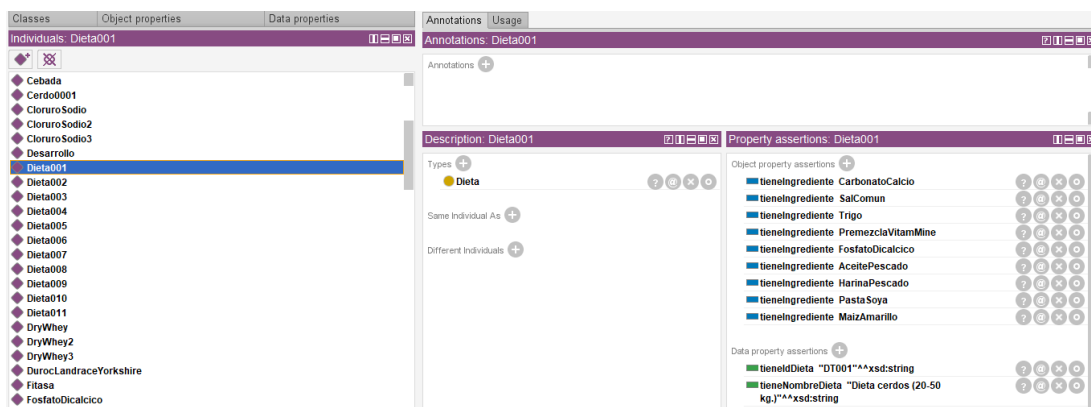 Classes Object properties Data properties
Individuals: Dieta001
Cebada
Cerdo0001
CloruroSodio
CloruroSodio2
CloruroSodio3
Desarrollo
Dieta001
Dieta002
Dieta003
Dieta004
Dieta005
Dieta006
Dieta007
Dieta008
Dieta009
Dieta010
Dieta011
DryWhey
DryWhey2
DryWhey3
DurocLandraceYorkshire
Fitasa
FosfatoDicalcico
Annotations Usage
Annotations: Dieta001
Annotations
Description: Dieta001
Types
Dieta
Same Individual As
Different Individuals
Property assertions: Dieta001
Object property assertions
tieneIngrediente CarbonatoCalcio
tieneIngrediente SalComun
tieneIngrediente Trigo
tieneIngrediente PremezclaVitamMine
tieneIngrediente FosfatoDicalcico
tieneIngrediente AceitePescado
tieneIngrediente HarinaPescado
tieneIngrediente PastaSoya
tieneIngrediente MaizAmarillo
Data property assertions
tieneIdDieta "DT001"^^xsd:string
tieneNombreDieta "Dieta cerdos (20-50
kg.)"^^xsd:string